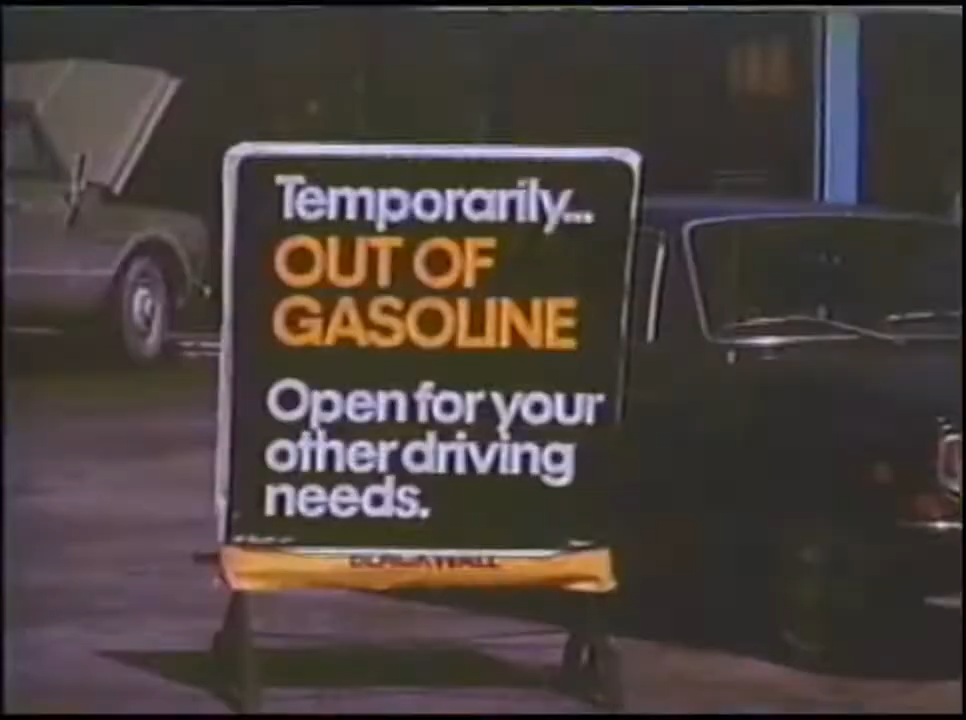 Temporarily...
OUT OF
GASOLINE
Open for your
other driving
needs.